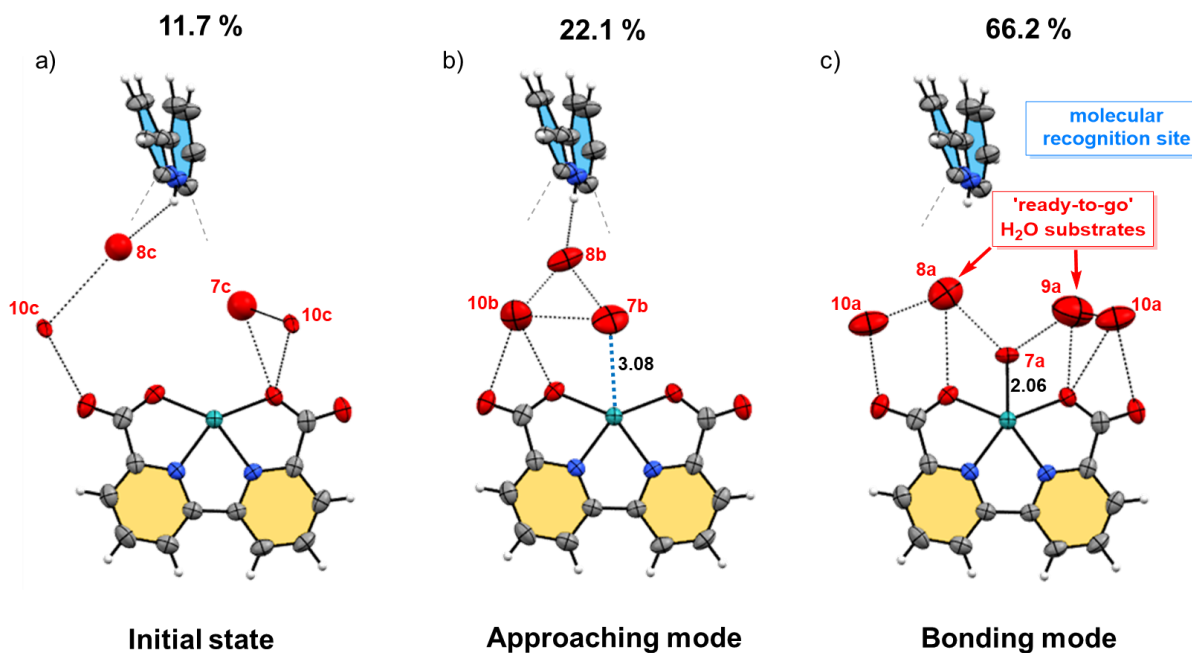 11.7 %
22.1 %
66.2 %
a)
b)
c)
molecular
recognition site
'ready-to-go'
H₂O substrates
8c
7c
10c
10c
8b
10b
7b
3.08
8a
9a
10a
10a
7a
2.06
Initial state
Approaching mode
Bonding mode